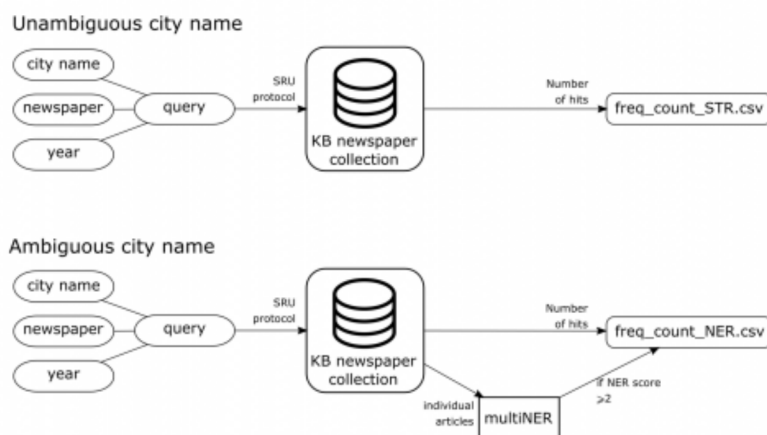 Unambiguous city name
city name
newspaper
year
query
SRU
protocol
KB newspaper
collection
Number
of hits
freq_count_STR.csv
Ambiguous city name
city name
newspaper
year
query
SRU
protocol
KB newspaper
collection
Number
of hits
freq_count_NER.csv
individual
articles
multiNER
if NER score
⩾2